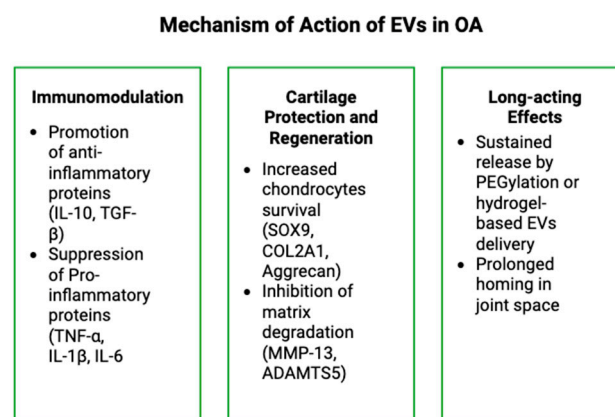 Mechanism of Action of EVs in OA
Immunomodulation
• Promotion
of anti-
inflammatory
proteins
(IL-10, TGF-
β)
• Suppression
of Pro-
inflammatory
proteins
(TNF-α,
IL-1β, IL-6
Cartilage
Protection and
Regeneration
• Increased
chondrocytes
survival
(SOX9,
COL2A1,
Aggrecan)
• Inhibition of
matrix
degradation
(MMP-13,
ADAMTS5)
Long-acting
Effects
• Sustained
release by
PEGylation or
hydrogel-
based EVs
delivery
• Prolonged
homing in
joint space